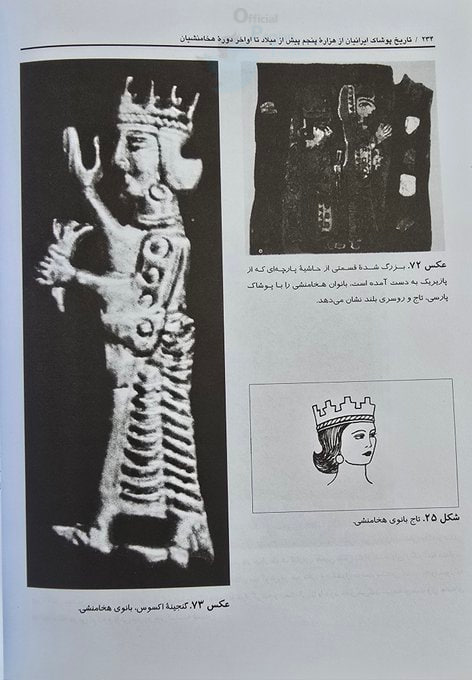 Official
۲۳۴ / تاریخ پوشاک ایرانیان از هزارهٔ پنجم پیش از میلاد تا اواخر دورهٔ هخامنشیان
عکس ۷۲. بزرگ شدهٔ قسمتی از حاشیهٔ پارچه‌ای که از
پازیریک به دست آمده است، بانوان هخامنشی را با پوشاک
پارسی، تاج و روسری بلند نشان می‌دهد.
شکل ۲۵. تاج بانوی هخامنشی.
عکس ۷۳. گنجینهٔ اکسوس، بانوی هخامنشی.